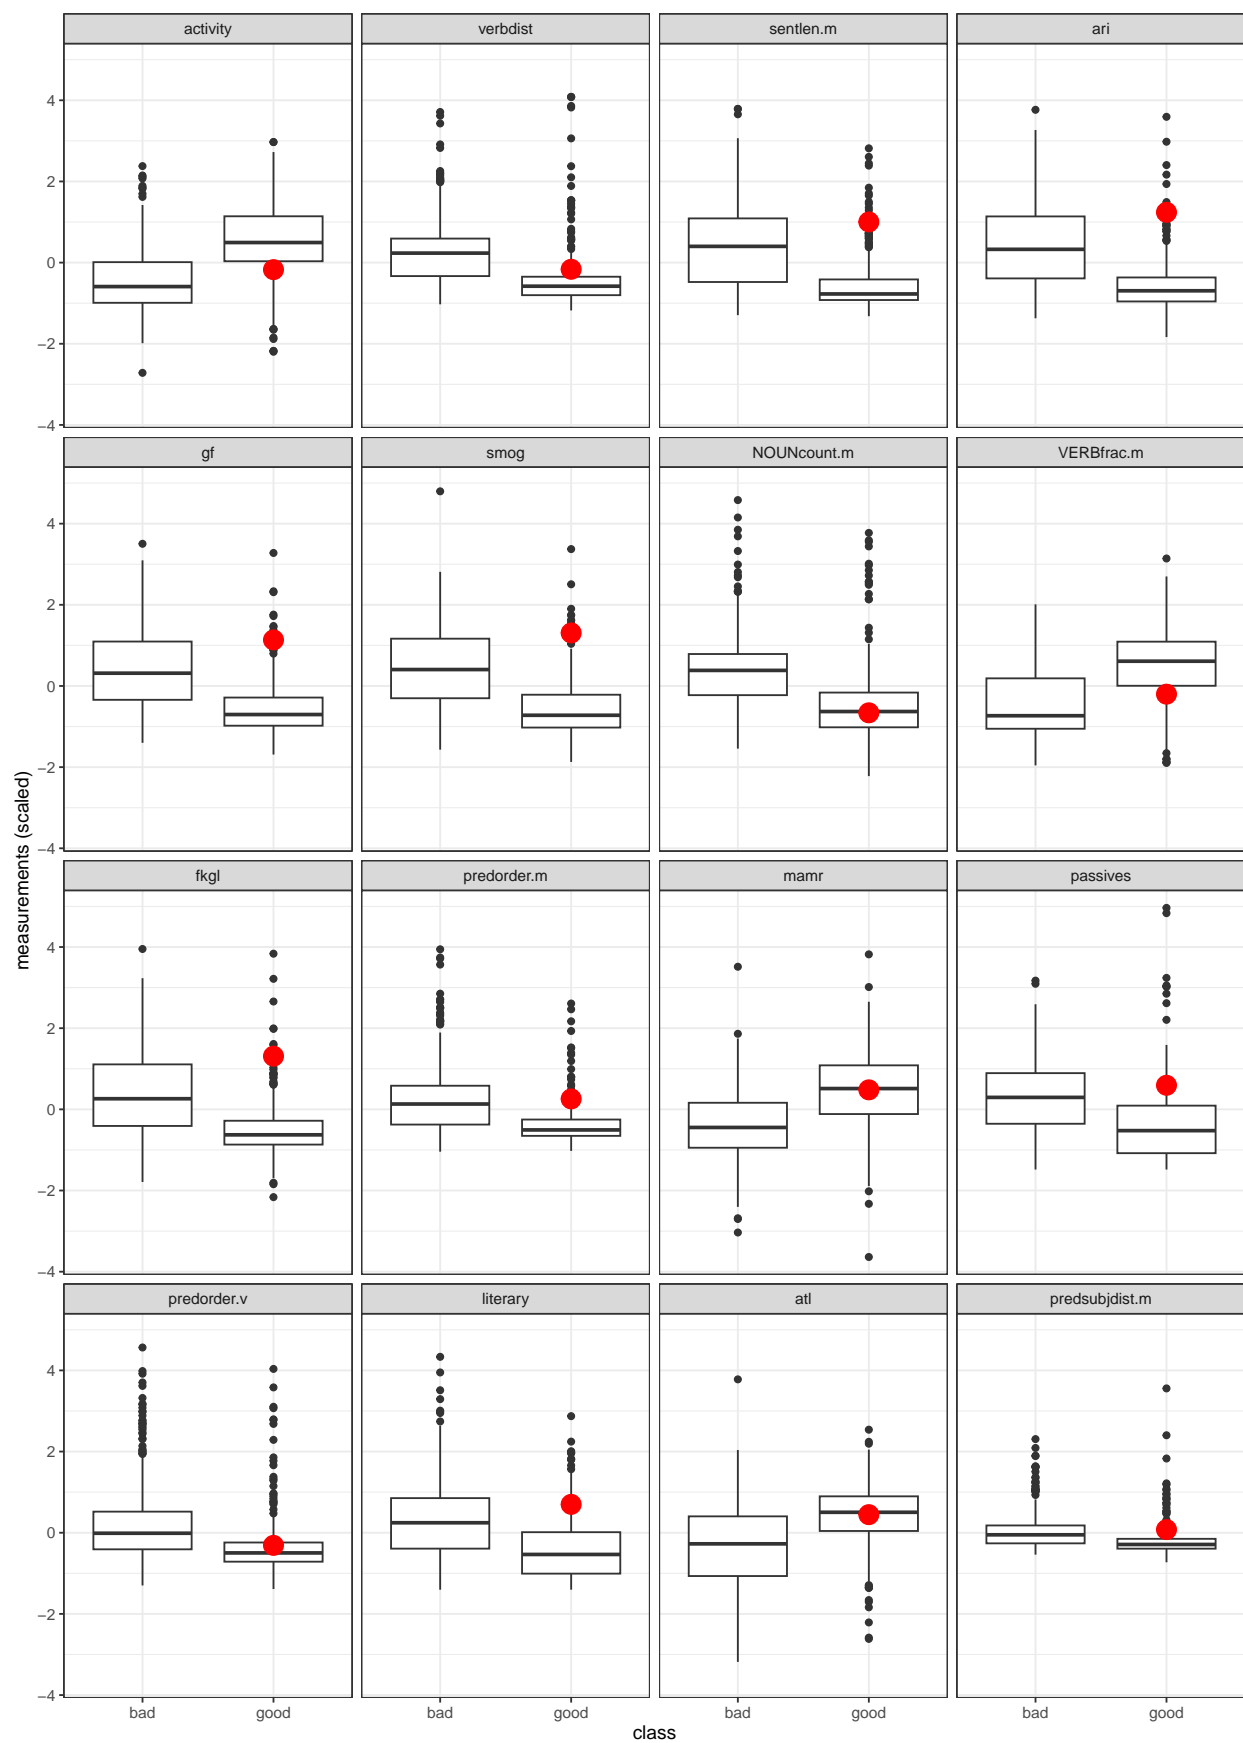 activity verbdist sentlen.m ari
4
2
0
−2
−4
gf smog NOUNcount.m VERBfrac.m
4
2
0
−2
−4
fkgl predorder.m mamr passives
4
2
0
−2
−4
predorder.v literary atl predsubjdist.m
4
2
0
−2
−4
bad good bad good bad good bad good
class
measurements (scaled)